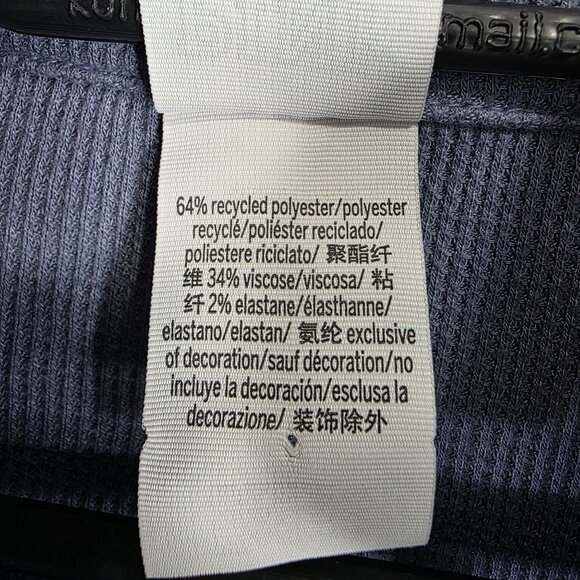 mail.c
64% recycled polyester/polyester
recyclé/poliéster reciclado/
poliestere riciclato/ 聚酯纤
维 34% viscose/viscosa/ 粘
纤 2% elastane/élasthanne/
elastano/elastan/ 氨纶 exclusive
of decoration/sauf décoration/no
incluye la decoración/esclusa la
decorazione/ 装饰除外